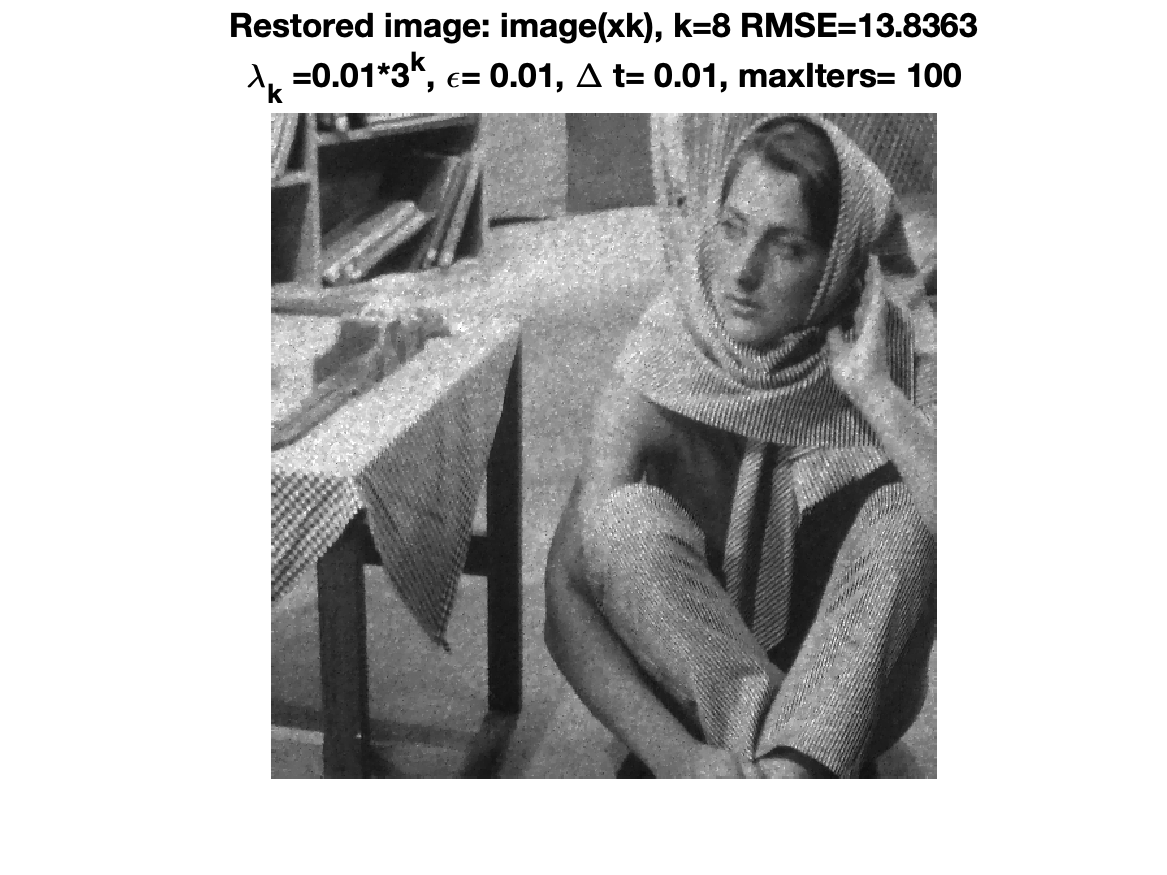 Restored image: image(xk), k=8 RMSE=13.8363
λₖ =0.01*3ᵏ, ϵ= 0.01, Δ t= 0.01, maxIters= 100